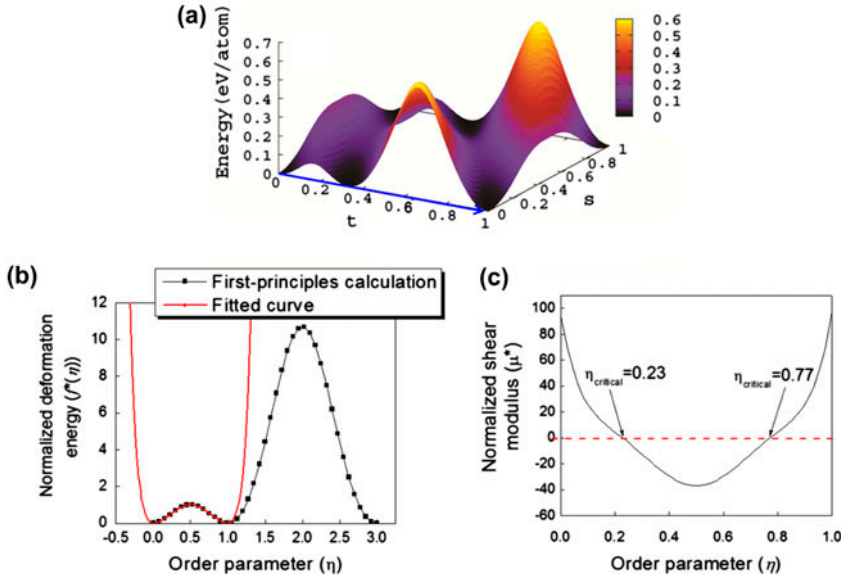 (a)
Energy(eV/atom)
0.7
0.6
0.5
0.4
0.3
0.2
0.1
0
0
0.2
0.4
0.6
0.8
1
t
0
0.2
0.4
0.6
0.8
1
s
0.6
0.5
0.4
0.3
0.2
0.1
0
(b)
First-principles calculation
Fitted curve
Normalized deformation
energy (f*(η))
12
10
8
6
4
2
0
-0.5 0.0 0.5 1.0 1.5 2.0 2.5 3.0
Order parameter (η)
(c)
Normalized shear
modulus (μ*)
100
80
60
40
20
0
-20
-40
-60
ηcritical=0.23
ηcritical=0.77
0.0 0.2 0.4 0.6 0.8 1.0
Order parameter (η)